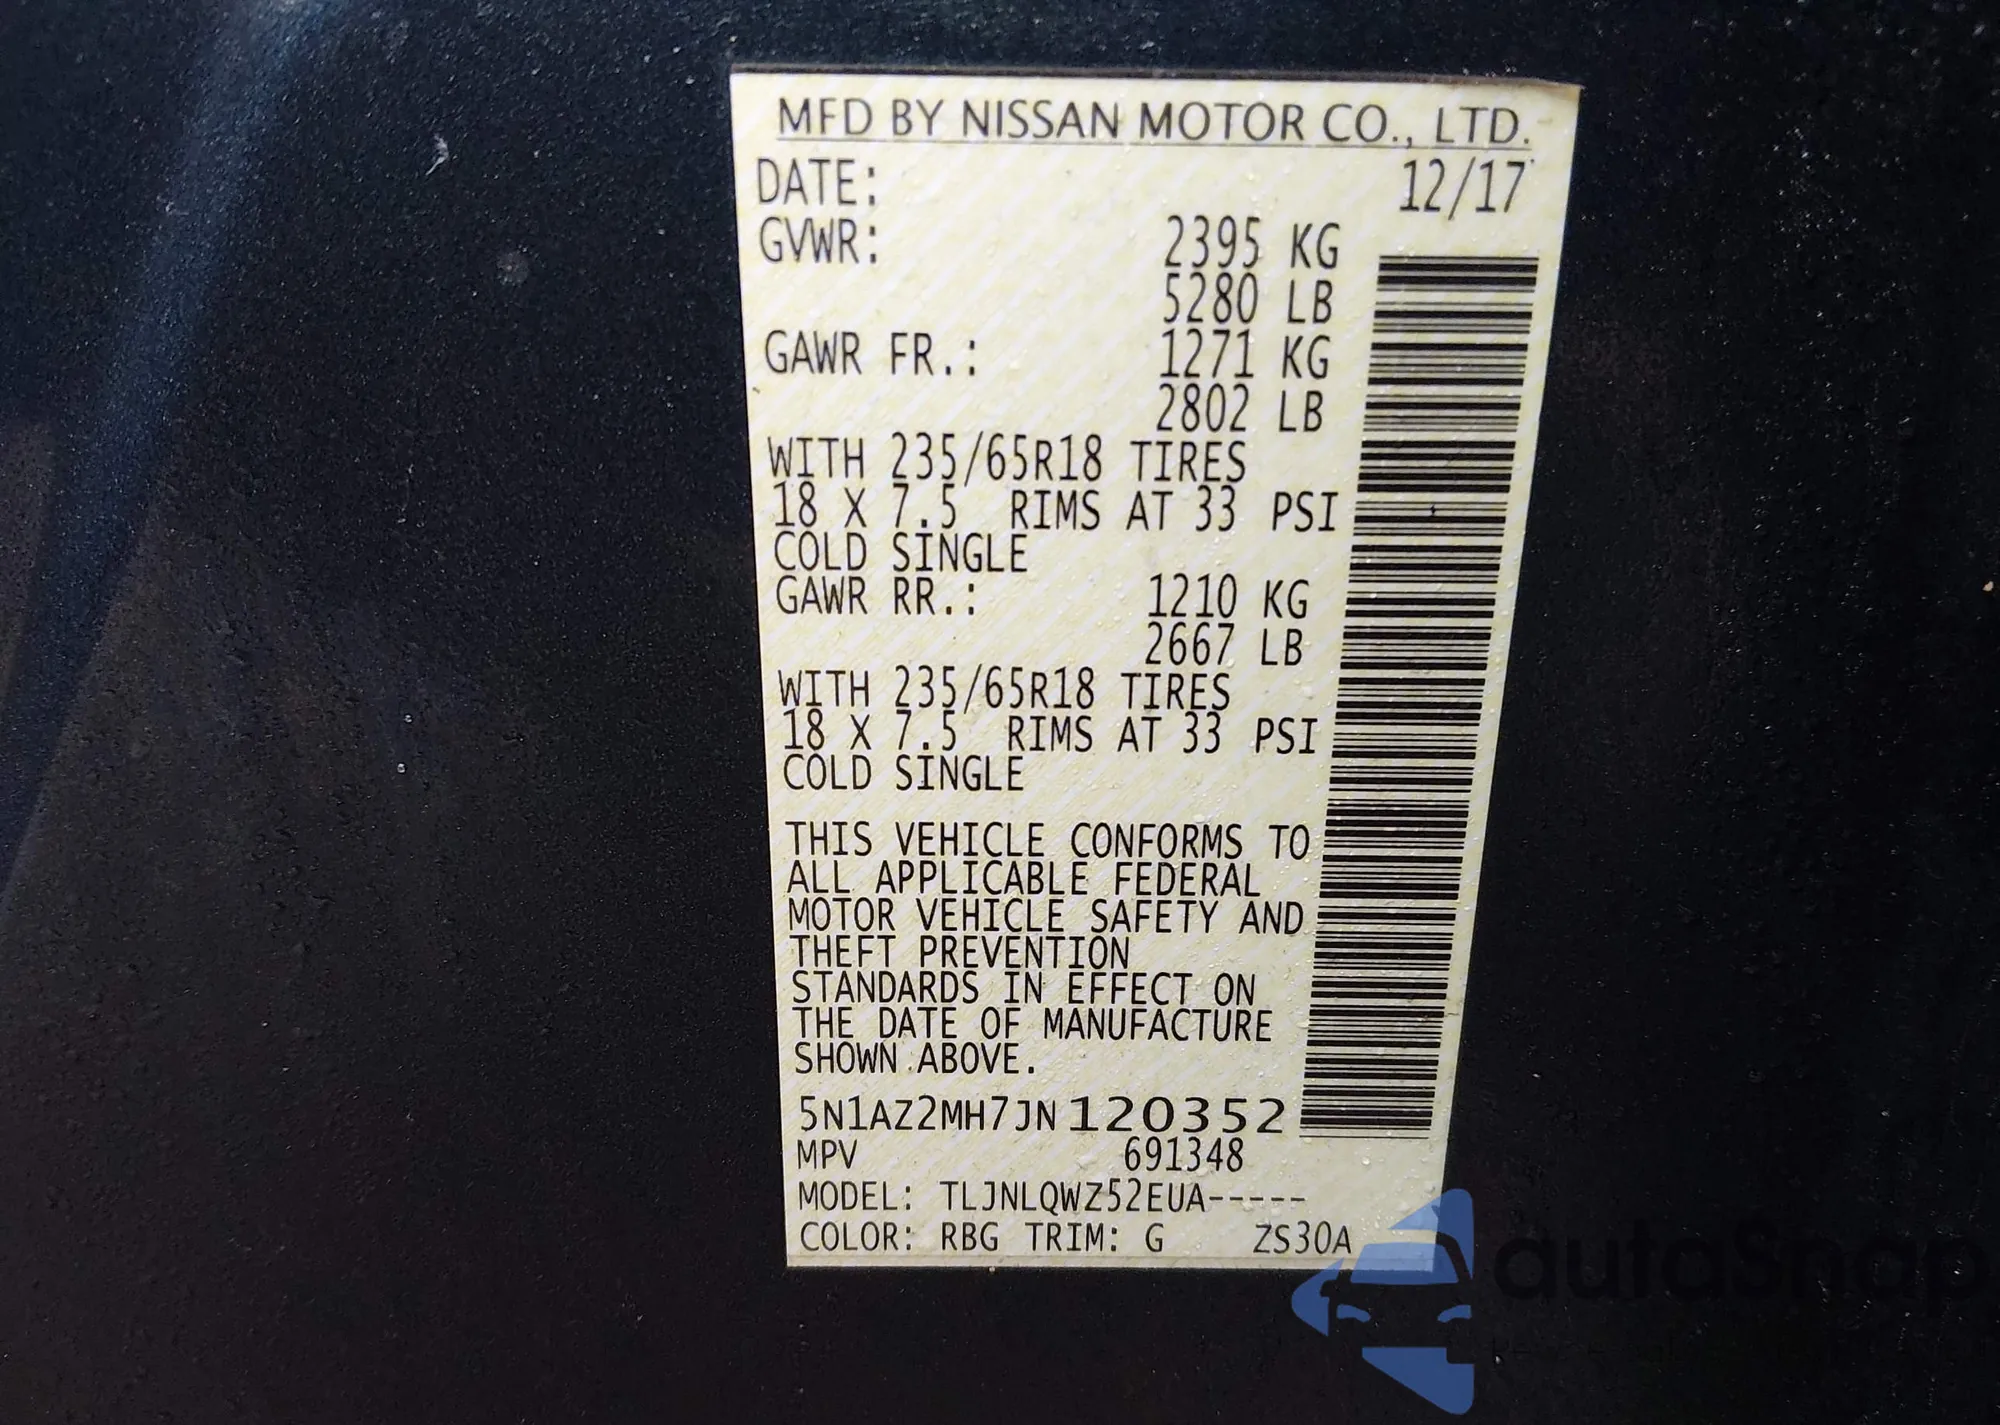 MFD BY NISSAN MOTOR CO., LTD.
DATE: 12/17
GVWR: 2395 KG
5280 LB
GAWR FR.: 1271 KG
2802 LB
WITH 235/65R18 TIRES
18 X 7.5 RIMS AT 33 PSI
COLD SINGLE
GAWR RR.: 1210 KG
2667 LB
WITH 235/65R18 TIRES
18 X 7.5 RIMS AT 33 PSI
COLD SINGLE
THIS VEHICLE CONFORMS TO
ALL APPLICABLE FEDERAL
MOTOR VEHICLE SAFETY AND
THEFT PREVENTION
STANDARDS IN EFFECT ON
THE DATE OF MANUFACTURE
SHOWN ABOVE.
5N1AZ2MH7JN120352
MPV 691348
MODEL: TLJNLQWZ52EUA-----
COLOR: RBG TRIM: G ZS30A
autosnap